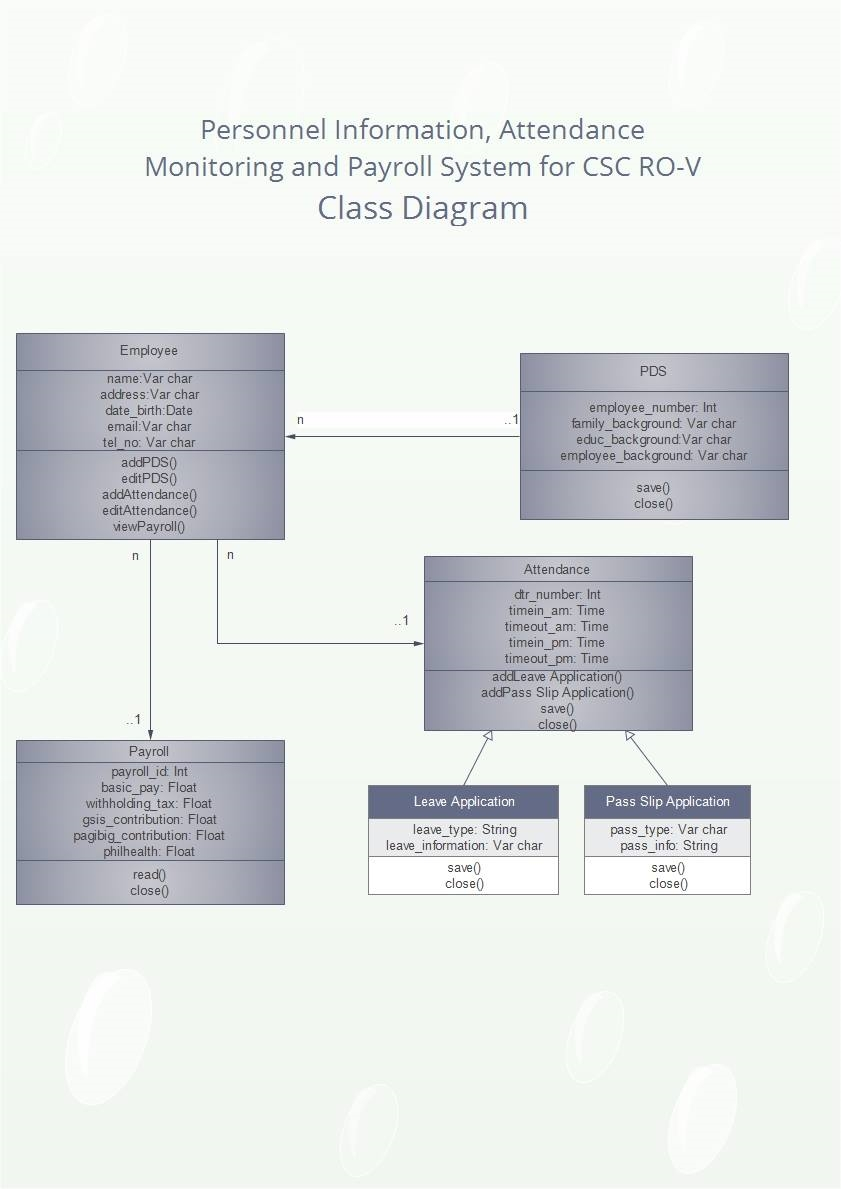 Personnel Information, Attendance
Monitoring and Payroll System for CSC RO-V
Class Diagram
Employee
name:Var char
address:Var char
date_birth:Date
email:Var char
tel_no: Var char
addPDS()
editPDS()
addAttendance()
editAttendance()
viewPayroll()
n
..1
PDS
employee_number: Int
family_background: Var char
educ_background:Var char
employee_background: Var char
save()
close()
n
n
..1
..1
Attendance
dtr_number: Int
timein_am: Time
timeout_am: Time
timein_pm: Time
timeout_pm: Time
addLeave Application()
addPass Slip Application()
save()
close()
Payroll
payroll_id: Int
basic_pay: Float
withholding_tax: Float
gsis_contribution: Float
pagibig_contribution: Float
philhealth: Float
read()
close()
Leave Application
leave_type: String
leave_information: Var char
save()
close()
Pass Slip Application
pass_type: Var char
pass_info: String
save()
close()